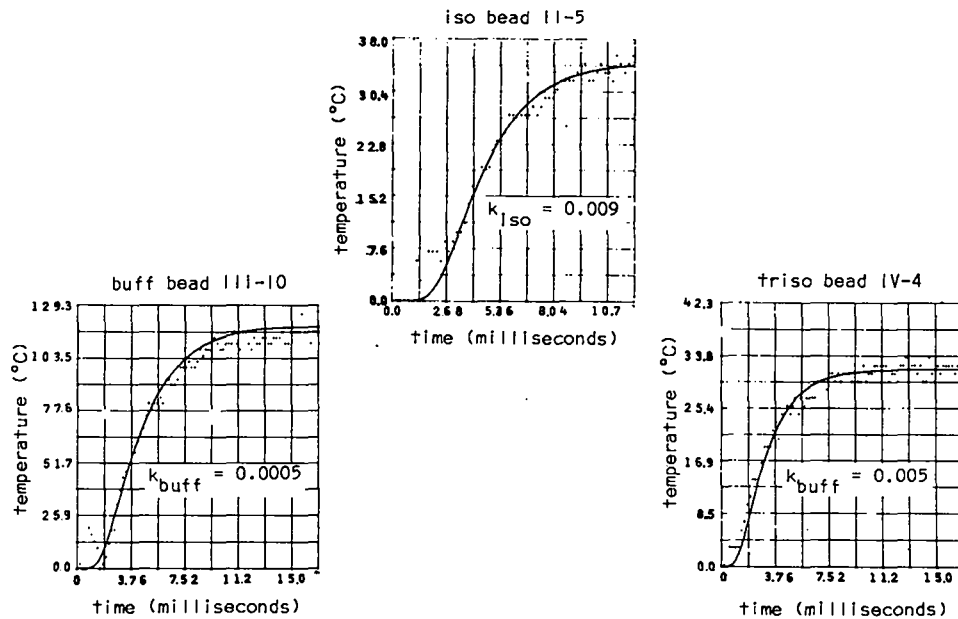 iso bead II-5
38.0
30.4
22.8
15.2
7.6
0.0
temperature (°C)
k iso = 0.009
0.0 2.68 5.36 8.04 10.7
time (milliseconds)
buff bead III-10
129.3
103.5
77.6
51.7
25.9
0.0
temperature (°C)
k buff = 0.0005
0 3.76 7.52 11.2 15.0
time (milliseconds)
triso bead IV-4
42.3
33.8
25.4
16.9
8.5
0.0
temperature (°C)
k buff = 0.005
0 3.76 7.52 11.2 15.0
time (milliseconds)